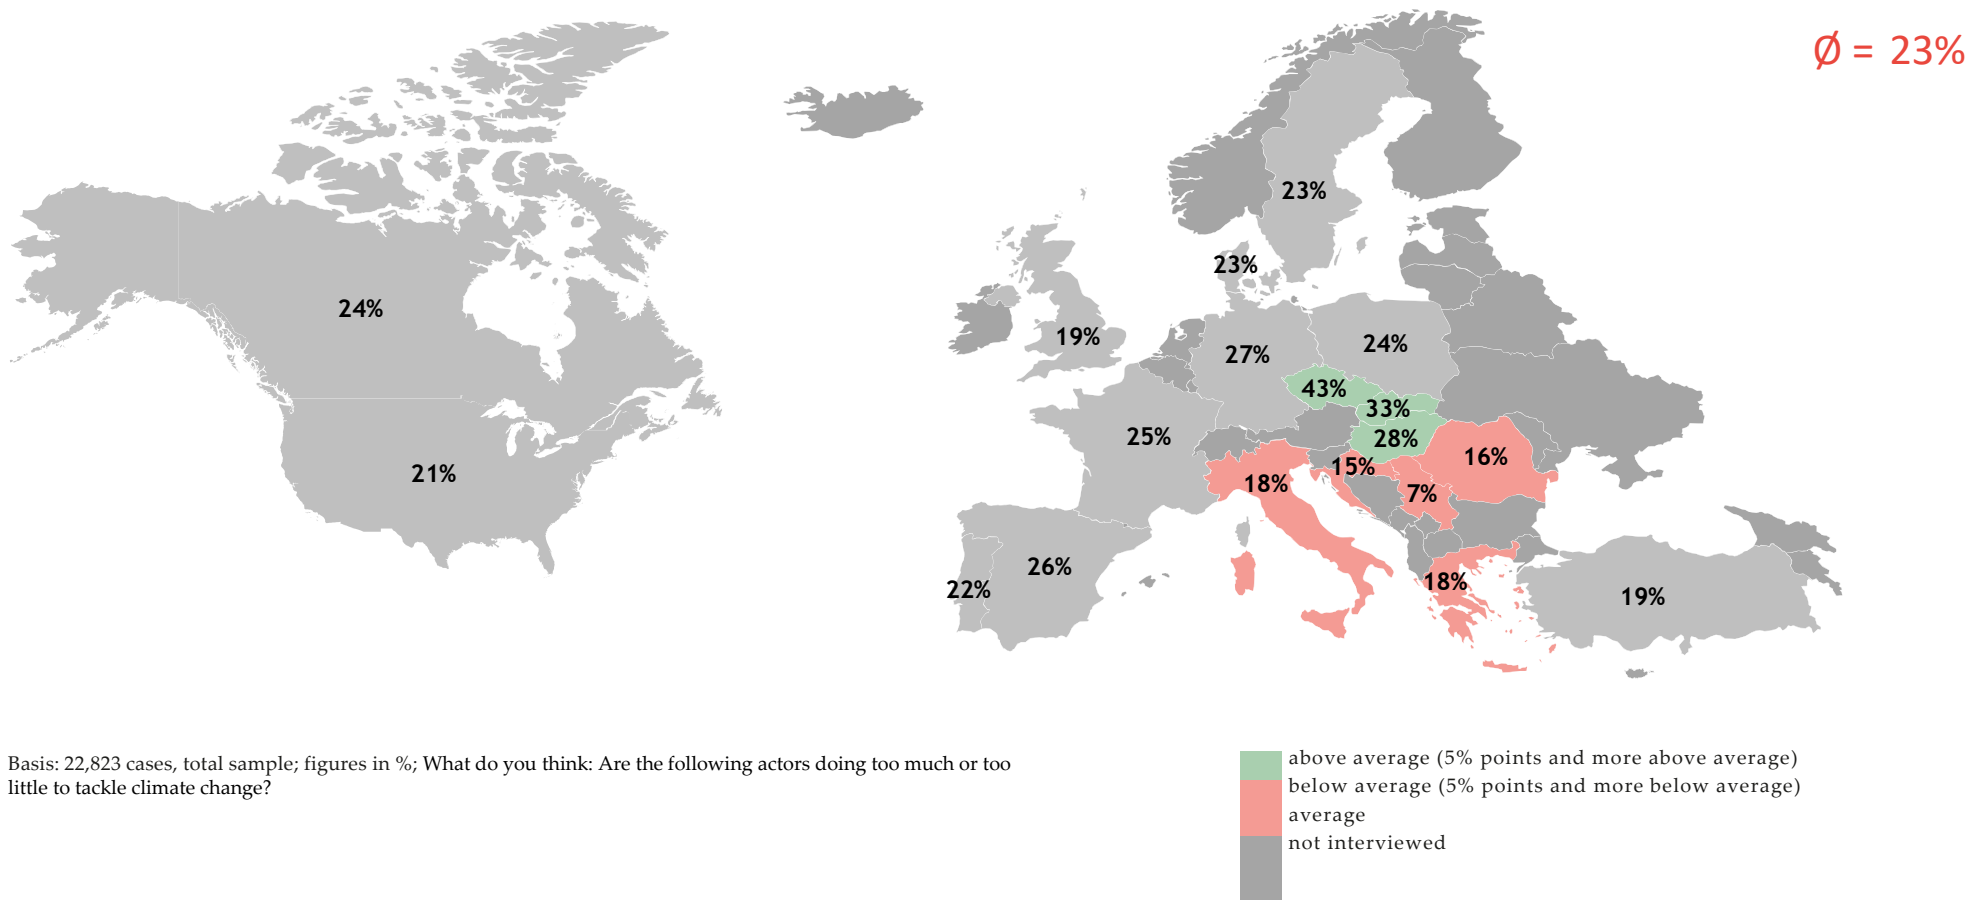 Ø = 23%
23%
23%
24%
19%
27%
24%
43%
33%
25%
28%
21%
15%
16%
18%
7%
26%
22%
18%
19%
Basis: 22,823 cases, total sample; figures in %; What do you think: Are the following actors doing too much or too
little to tackle climate change?
above average (5% points and more above average)
below average (5% points and more below average)
average
not interviewed